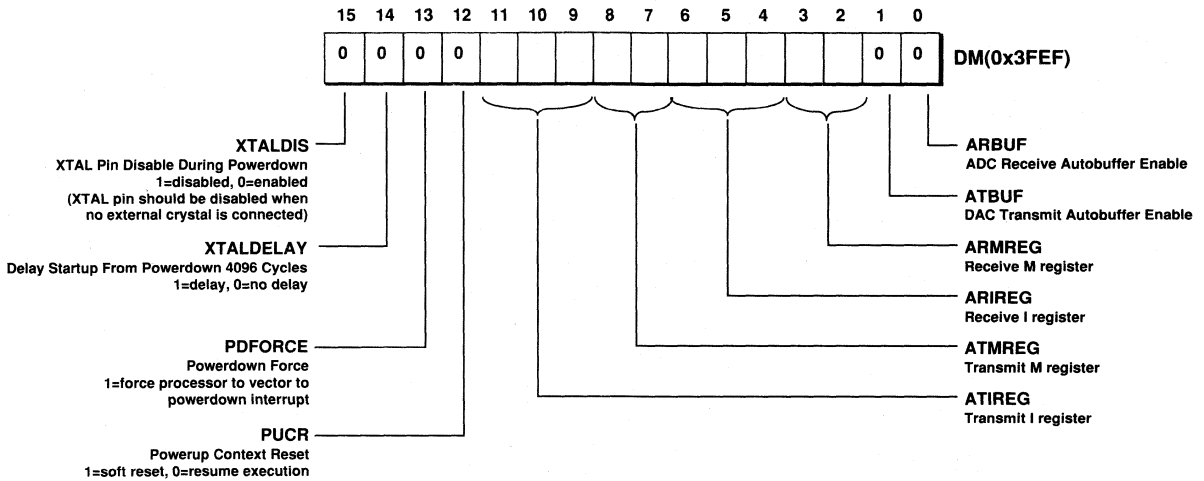 15 14 13 12 11 10 9 8 7 6 5 4 3 2 1 0
0 0 0 0 0 0 DM(0x3FEF)
XTALDIS
XTAL Pin Disable During Powerdown
1=disabled, 0=enabled
(XTAL pin should be disabled when
no external crystal is connected)
XTALDELAY
Delay Startup From Powerdown 4096 Cycles
1=delay, 0=no delay
PDFORCE
Powerdown Force
1=force processor to vector to
powerdown interrupt
PUCR
Powerup Context Reset
1=soft reset, 0=resume execution
ARBUF
ADC Receive Autobuffer Enable
ATBUF
DAC Transmit Autobuffer Enable
ARMREG
Receive M register
ARIREG
Receive I register
ATMREG
Transmit M register
ATIREG
Transmit I register